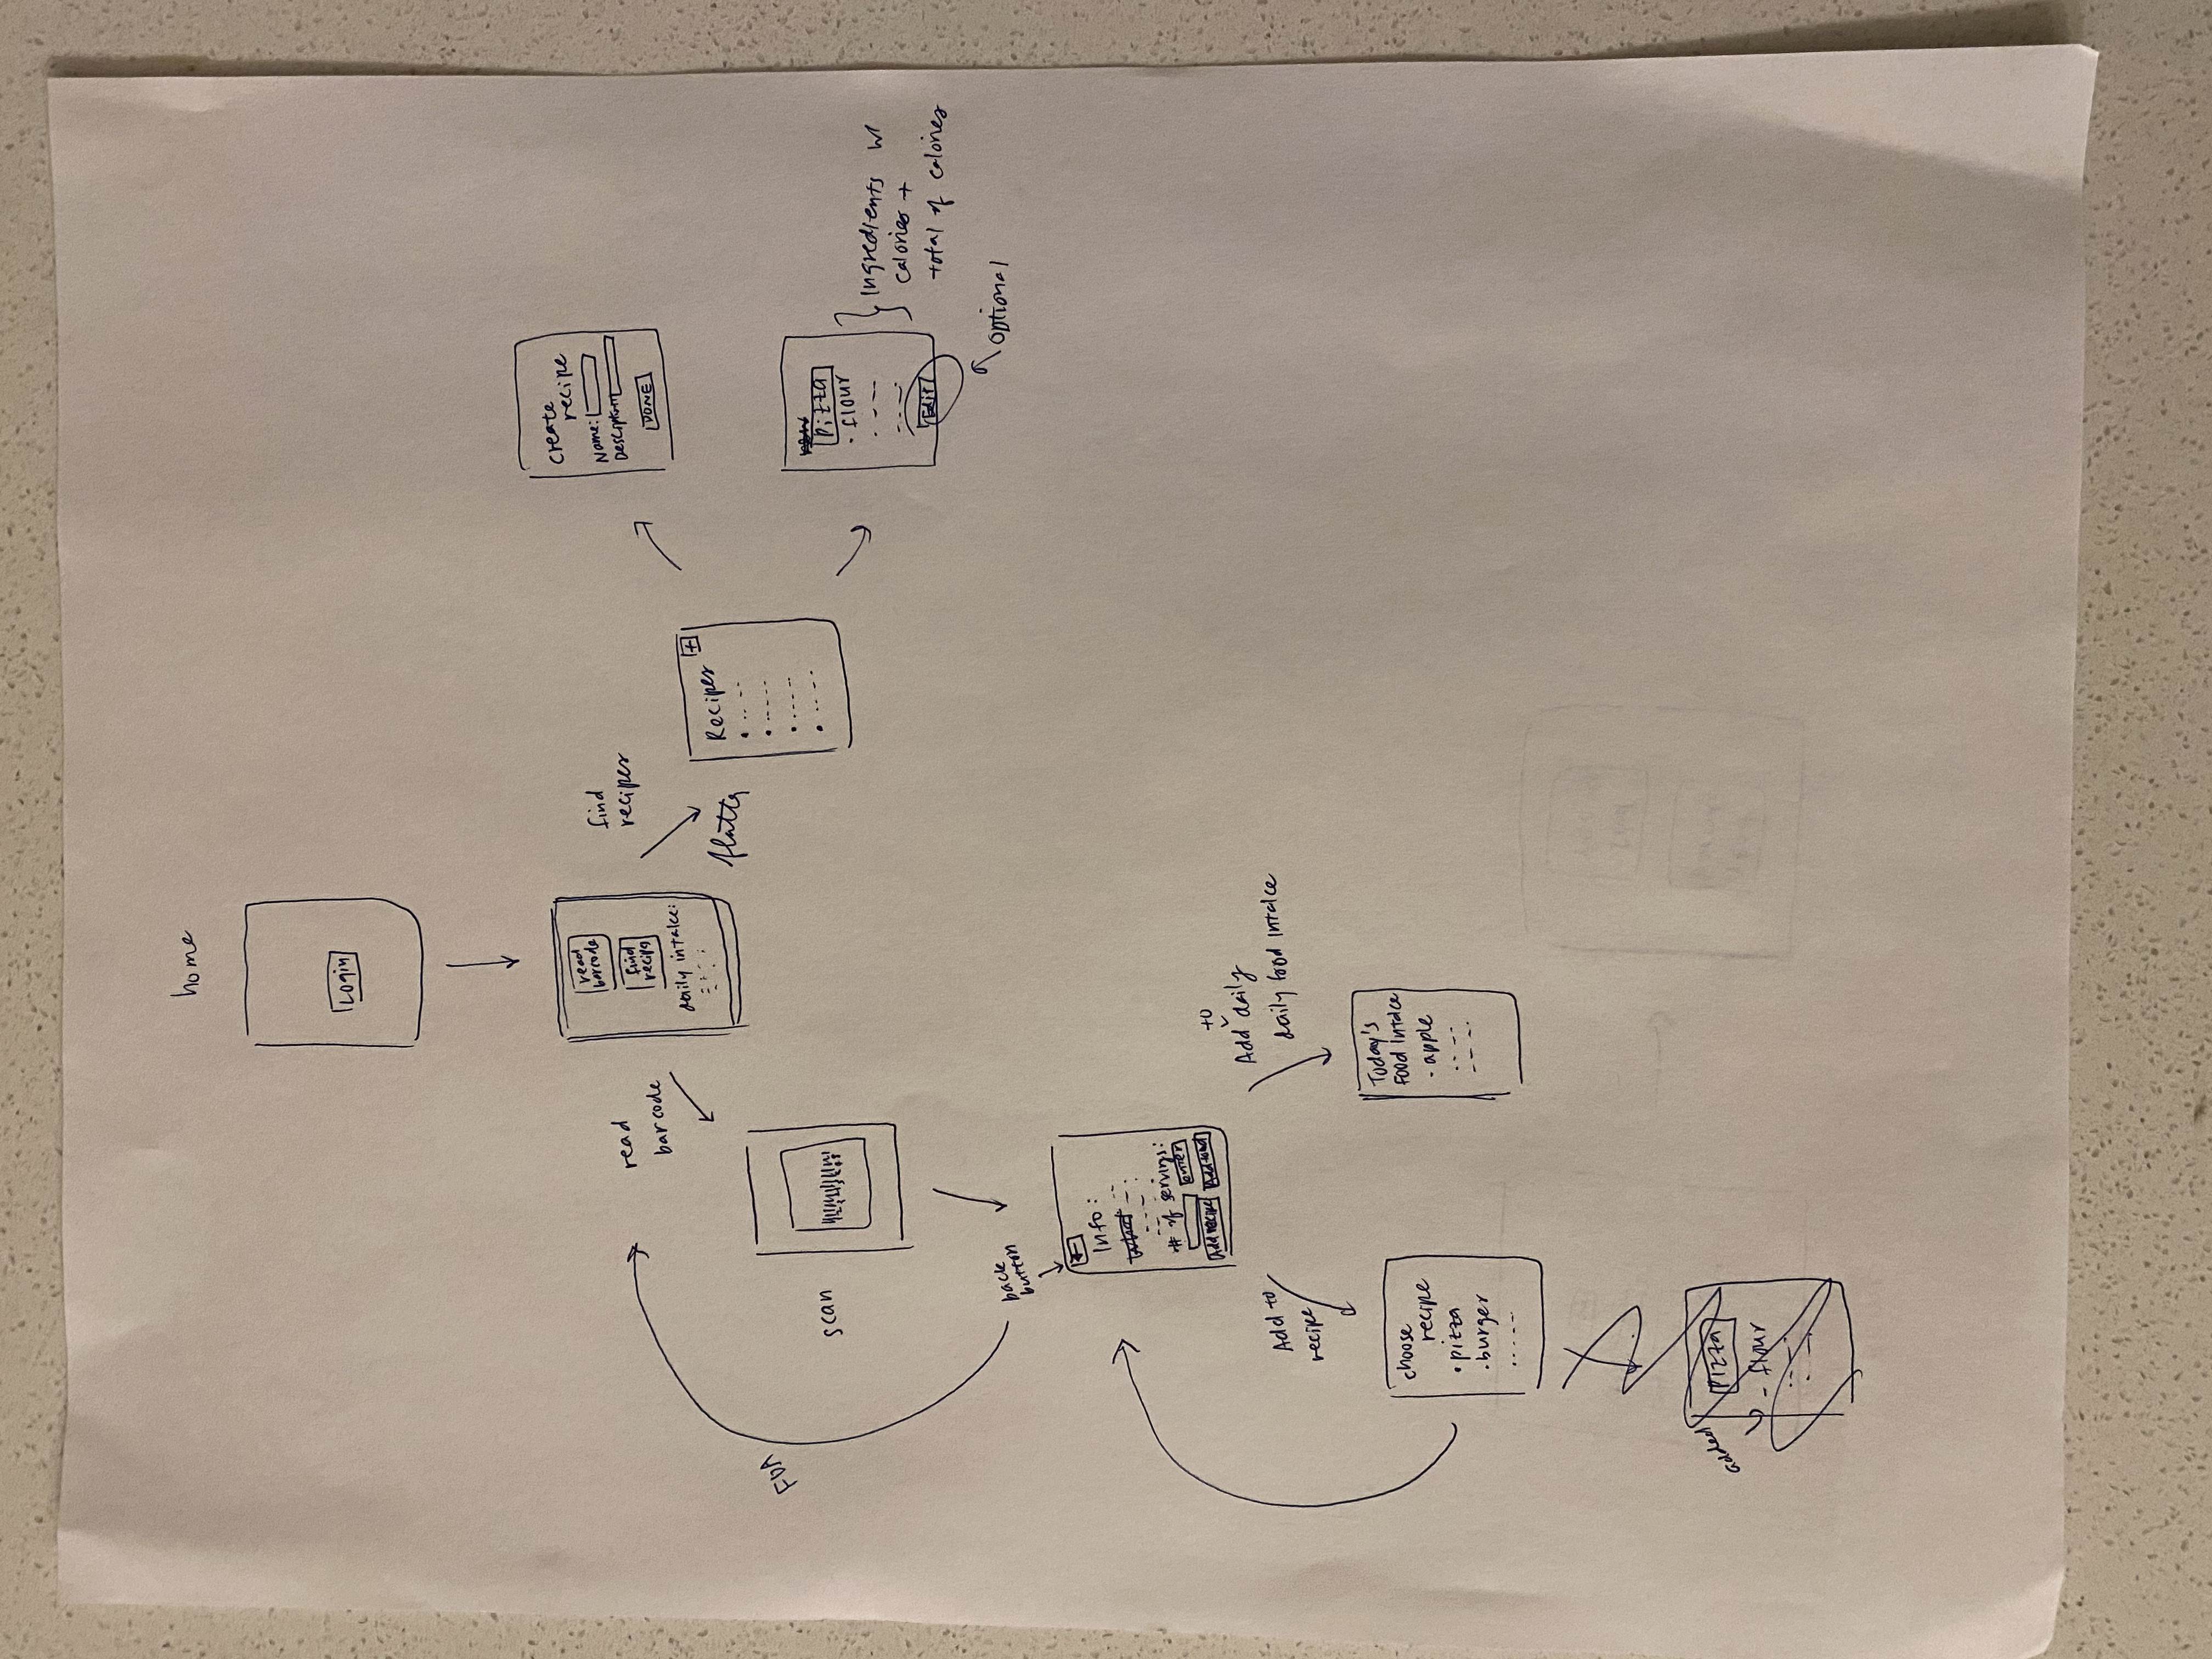 home
Login
read
barcode
find
recips
daily intake:
read
barcode
find
recipes
Recipes +
create
recipe
Name:
DONE
FDA
scan
Pizza
• flour
Edit
Ingredients w/
calories +
total of calories
optional
back
button
←
Info:
# of servings:
enter
Add recipe
Add food
Add to
recipe
to
Add daily
daily food intake
choose
recipe
• pizza
• burger
Today's
Food Intake
- apple
added
Pizza
- flour